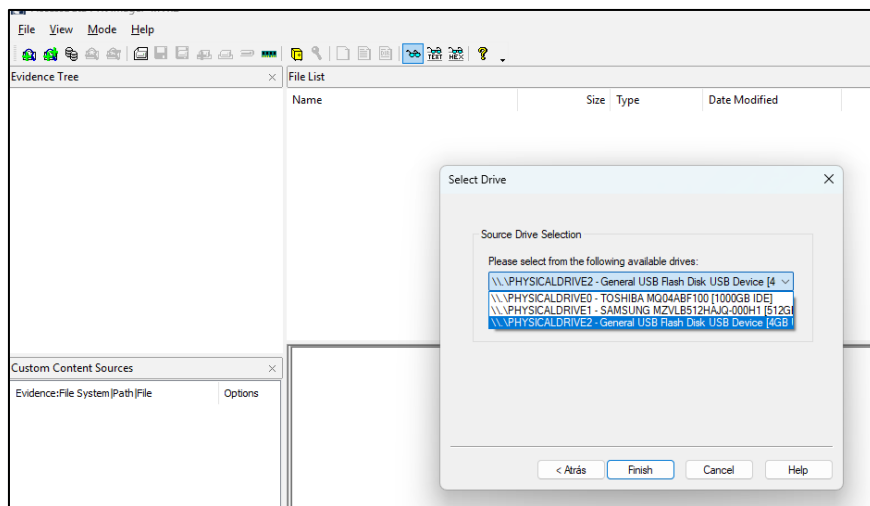 File View Mode Help
TEXT HEX
Evidence Tree
File List
Name Size Type Date Modified
Select Drive
Source Drive Selection
Please select from the following available drives:
\\.\PHYSICALDRIVE2 - General USB Flash Disk USB Device [4
\\.\PHYSICALDRIVE0 - TOSHIBA MQ04ABF100 [1000GB IDE]
\\.\PHYSICALDRIVE1 - SAMSUNG MZVLB512HAJQ-000H1 [512GB
\\.\PHYSICALDRIVE2 - General USB Flash Disk USB Device [4GB
Custom Content Sources
Evidence:File System|Path|File Options
< Atrás Finish Cancel Help